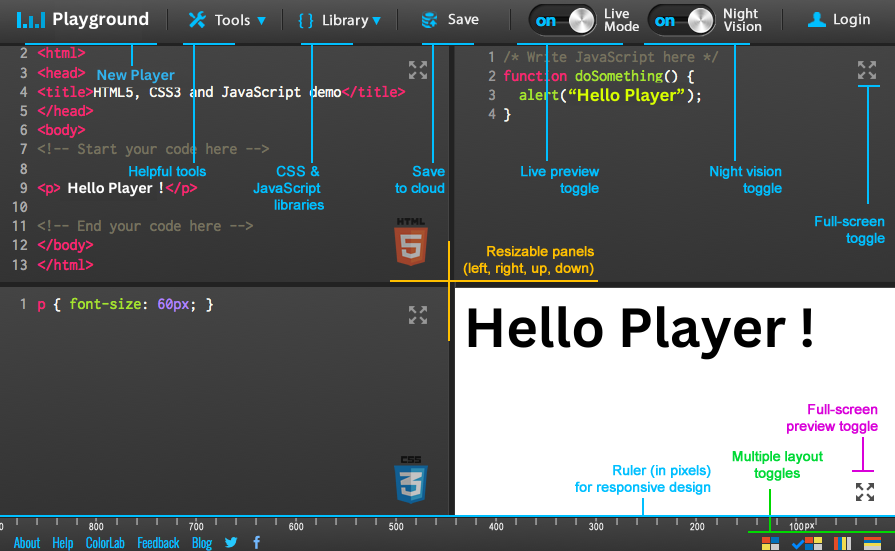 Playground
Tools
{ } Library
Save
on
Live
Mode
on
Night
Vision
Login
New Player
Helpful tools
CSS &
JavaScript
libraries
Save
to cloud
Live preview
toggle
Night vision
toggle
Full-screen
toggle
2 <html>
3 <head>
4 <title>HTML5, CSS3 and JavaScript demo</title>
5 </head>
6 <body>
7 <!-- Start your code here -->
8
9 <p> Hello Player !</p>
10
11 <!-- End your code here -->
12 </body>
13 </html>
HTML
5
1 /* Write JavaScript here */
2 function doSomething() {
3 alert(“Hello Player”);
4 }
Resizable panels
(left, right, up, down)
1 p { font-size: 60px; }
CSS
3
Hello Player !
Full-screen
preview toggle
Multiple layout
toggles
Ruler (in pixels)
for responsive design
0 800 700 600 500 400 300 200 100px
About Help ColorLab Feedback Blog